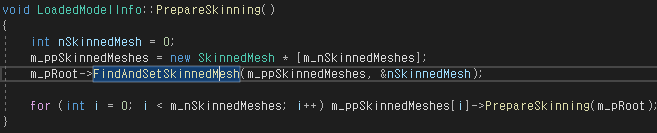 void LoadedModelInfo::PrepareSkinning()
{
int nSkinnedMesh = 0;
m_ppSkinnedMeshes = new SkinnedMesh * [m_nSkinnedMeshes];
m_pRoot->FindAndSetSkinnedMesh(m_ppSkinnedMeshes, &nSkinnedMesh);
for (int i = 0; i < m_nSkinnedMeshes; i++) m_ppSkinnedMeshes[i]->PrepareSkinning(m_pRoot);
}